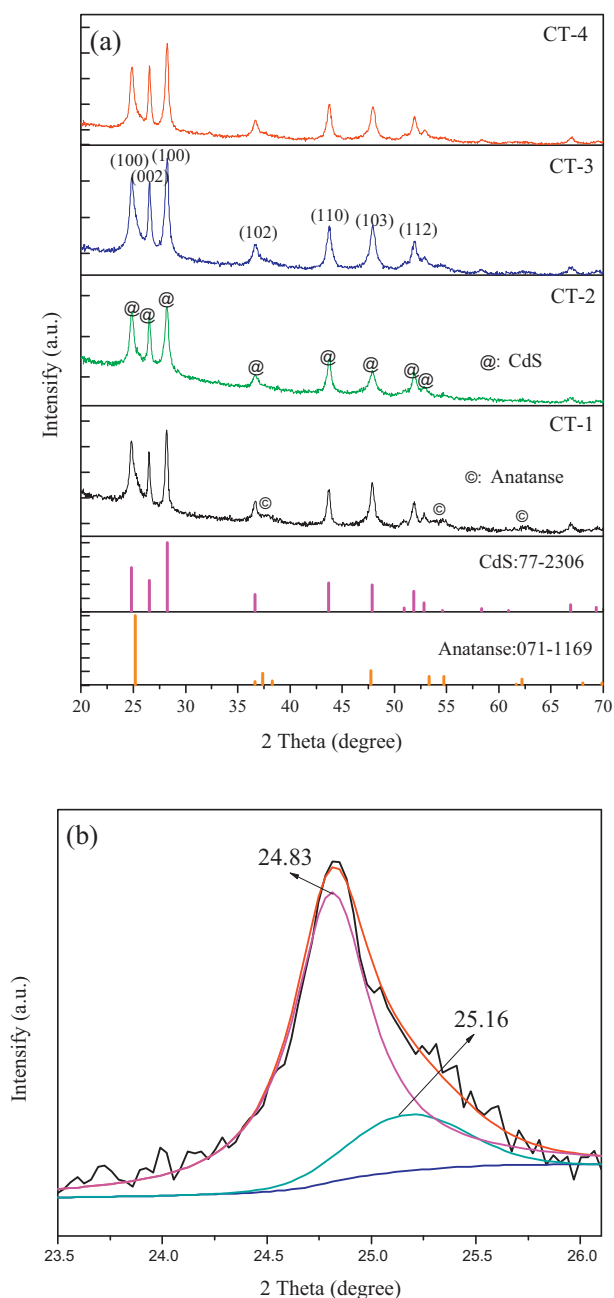 (a)
CT-4
CT-3
(100)
(002)
(100)
(102)
(110)
(103)
(112)
CT-2
@
@
@
@
@
@
@
@
@: CdS
CT-1
©: Anatanse
©
©
©
CdS:77-2306
Anatanse:071-1169
Intensify (a.u.)
20 25 30 35 40 45 50 55 60 65 70
2 Theta (degree)
(b)
24.83
25.16
Intensify (a.u.)
23.5 24.0 24.5 25.0 25.5 26.0
2 Theta (degree)